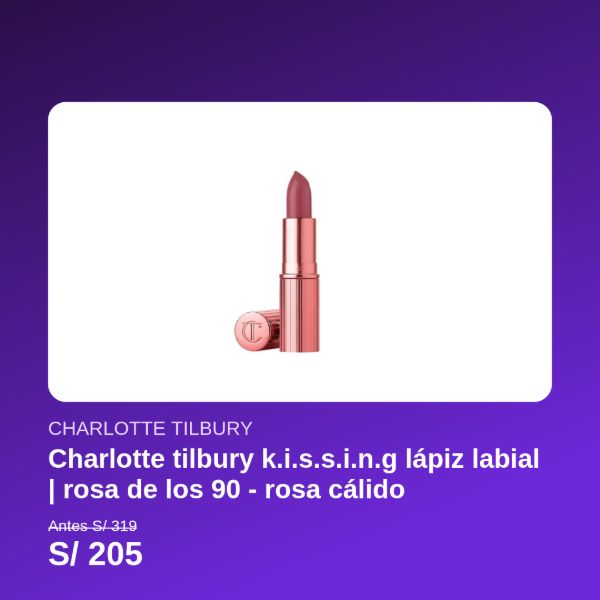 CHARLOTTE TILBURY
Charlotte tilbury k.i.s.s.i.n.g lápiz labial
| rosa de los 90 - rosa cálido
Antes S/ 319
S/ 205